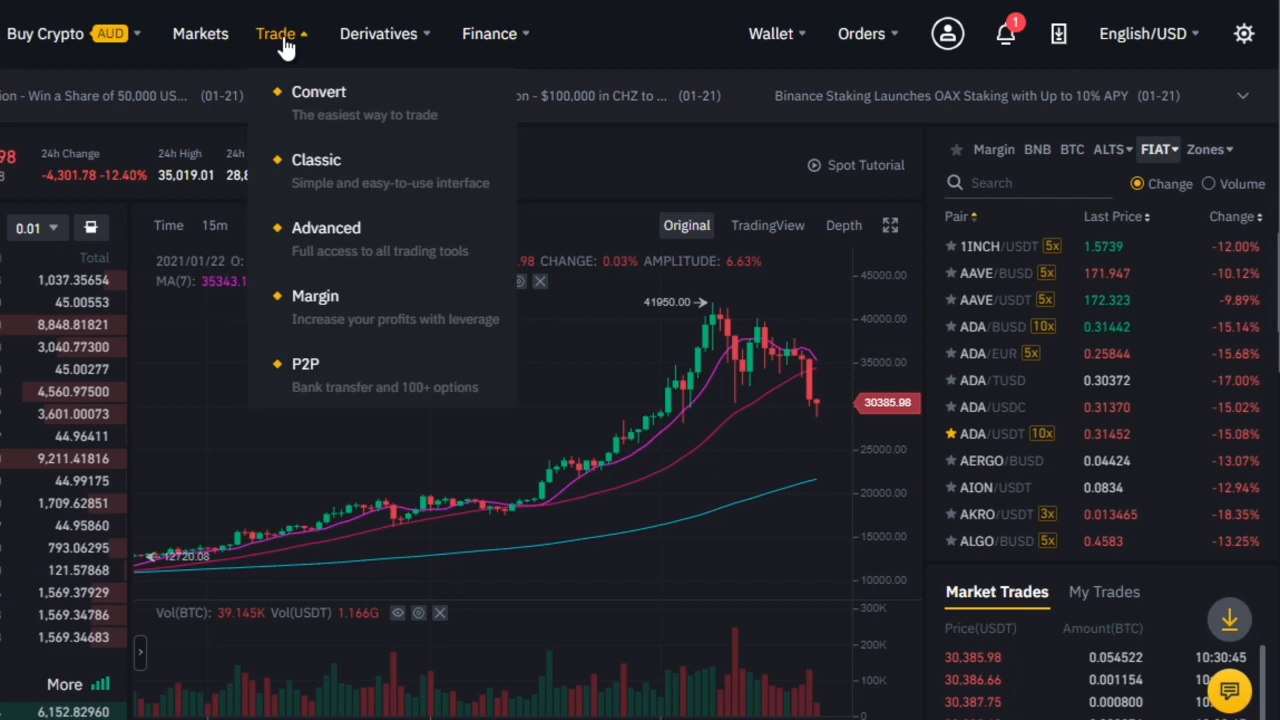 Buy Crypto AUD Markets Trade Derivatives Finance Wallet Orders 1 English/USD
ion - Win a Share of 50,000 US... (01-21) on - $100,000 in CHZ to ... (01-21) Binance Staking Launches OAX Staking with Up to 10% APY (01-21)
Convert
The easiest way to trade
Classic
Simple and easy-to-use interface
Advanced
Full access to all trading tools
Margin
Increase your profits with leverage
P2P
Bank transfer and 100+ options
98 24h Change 24h High 24h
-4,301.78 -12.40% 35,019.01 28,8
Spot Tutorial
0.01
Total
1,037.35654
45.00553
8,848.81821
3,040.77300
45.00277
4,560.97500
3,601.00073
44.96411
9,211.41816
44.99175
1,709.62851
44.95860
793.06295
121.57868
1,569.37929
1,569.34786
1,569.34683
More
6,152.82960
Time 15m Original TradingView Depth
2021/01/22 O: .98 CHANGE: 0.03% AMPLITUDE: 6.63%
MA(7): 35343.1
45000.00
41950.00
40000.00
35000.00
30385.98
25000.00
20000.00
15000.00
12720.08
10000.00
Vol(BTC): 39.145K Vol(USDT) 1.166G
300K
200K
100K
0
Margin BNB BTC ALTS FIAT Zones
Search Change Volume
Pair Last Price Change
1INCH/USDT 5x 1.5739 -12.00%
AAVE/BUSD 5x 171.947 -10.12%
AAVE/USDT 5x 172.323 -9.89%
ADA/BUSD 10x 0.31442 -15.14%
ADA/EUR 5x 0.25844 -15.68%
ADA/TUSD 0.30372 -17.00%
ADA/USDC 0.31370 -15.02%
ADA/USDT 10x 0.31452 -15.08%
AERGO/BUSD 0.04424 -13.07%
AION/USDT 0.0834 -12.94%
AKRO/USDT 3x 0.013465 -18.35%
ALGO/BUSD 5x 0.4583 -13.25%
Market Trades My Trades
Price(USDT) Amount(BTC)
30,385.98 0.054522 10:30:45
30,386.66 0.001154 10:
30,387.75 0.000800 10: